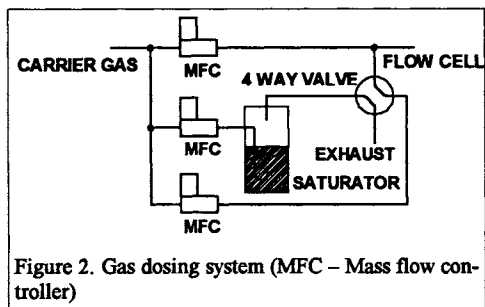 CARRIER GAS
MFC
FLOW CELL
4 WAY VALVE
MFC
EXHAUST
SATURATOR
MFC
Figure 2. Gas dosing system (MFC – Mass flow con-
troller)